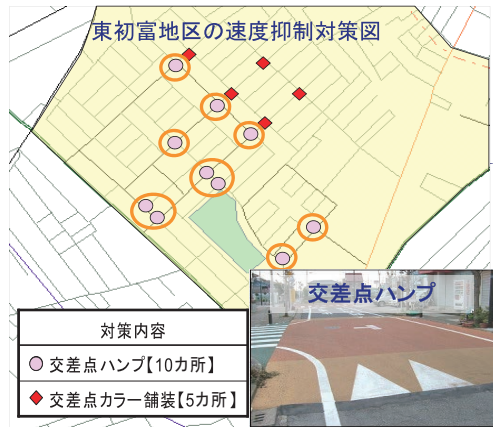 東初富地区の速度抑制対策図
交差点ハンプ
対策内容
交差点ハンプ【10カ所】
交差点カラー舗装【5カ所】